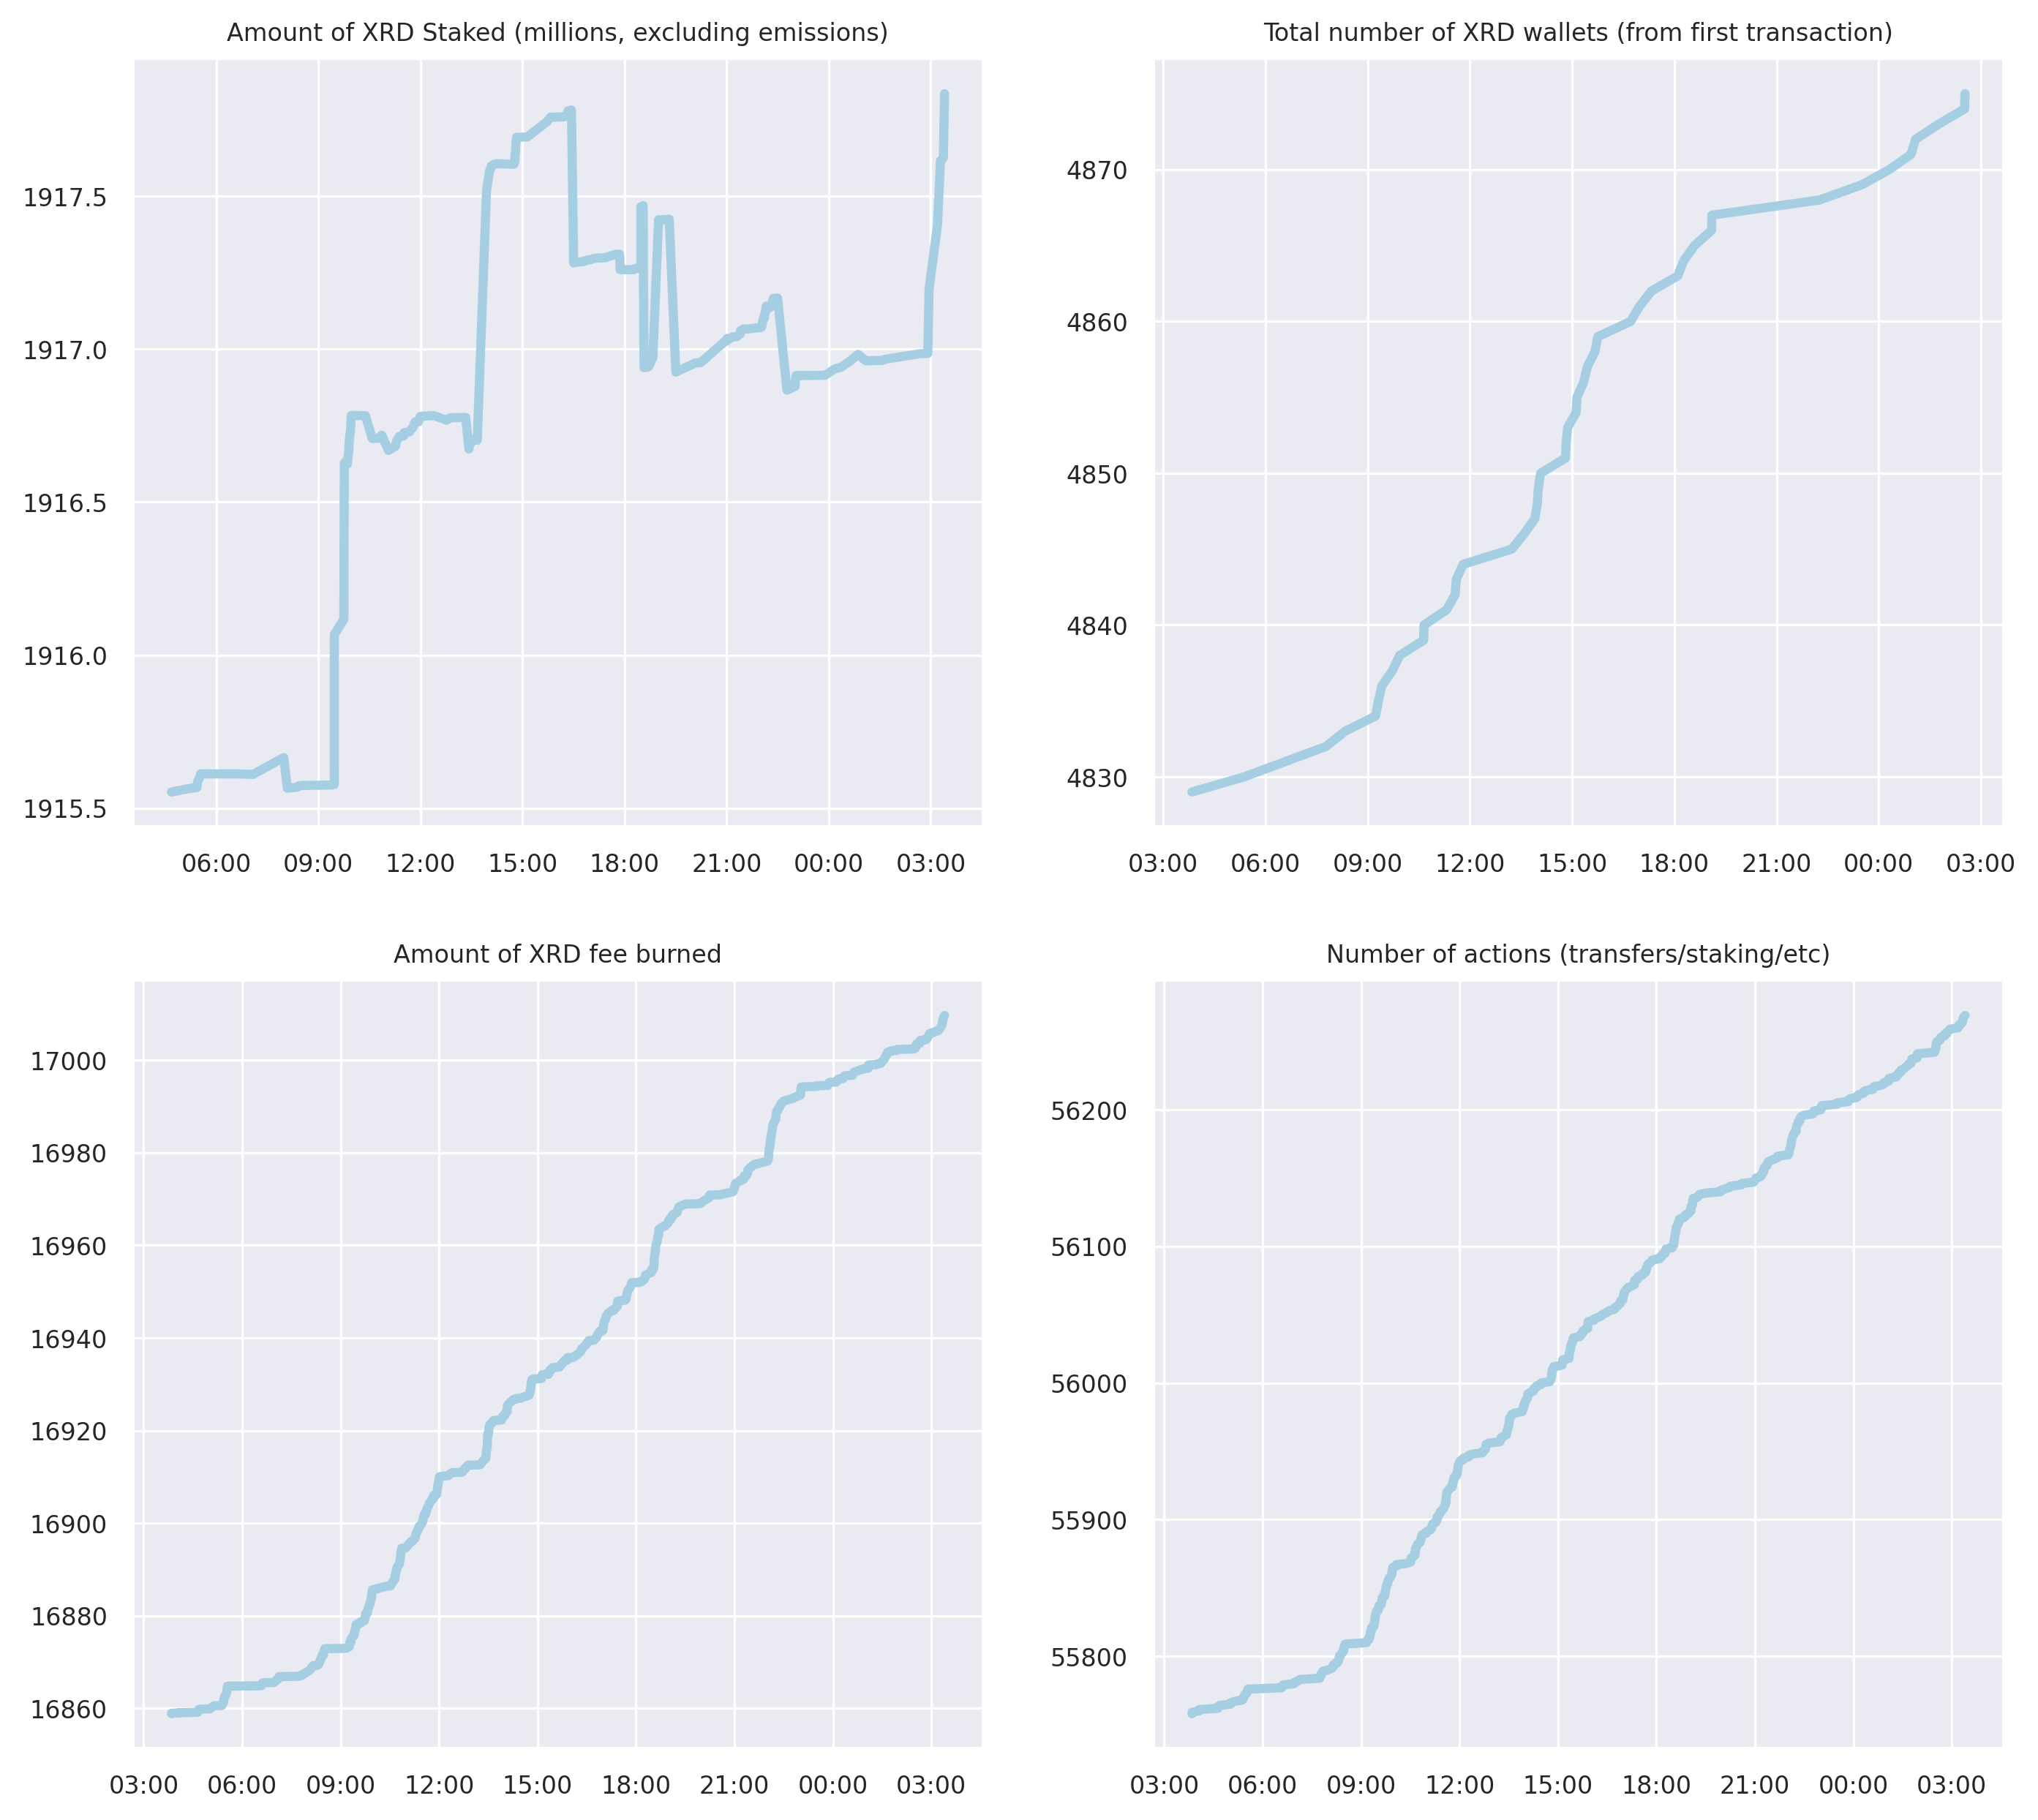 Amount of XRD Staked (millions, excluding emissions)
1917.5
1917.0
1916.5
1916.0
1915.5
06:00 09:00 12:00 15:00 18:00 21:00 00:00 03:00
Total number of XRD wallets (from first transaction)
4870
4860
4850
4840
4830
03:00 06:00 09:00 12:00 15:00 18:00 21:00 00:00 03:00
Amount of XRD fee burned
17000
16980
16960
16940
16920
16900
16880
16860
03:00 06:00 09:00 12:00 15:00 18:00 21:00 00:00 03:00
Number of actions (transfers/staking/etc)
56200
56100
56000
55900
55800
03:00 06:00 09:00 12:00 15:00 18:00 21:00 00:00 03:00